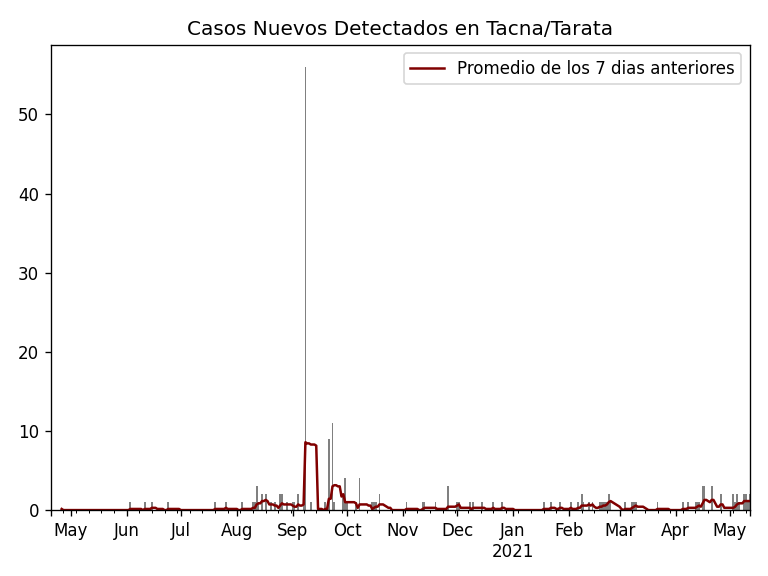 Casos Nuevos Detectados en Tacna/Tarata
Promedio de los 7 dias anteriores
50
40
30
20
10
0
May Jun Jul Aug Sep Oct Nov Dec Jan Feb Mar Apr May
2021